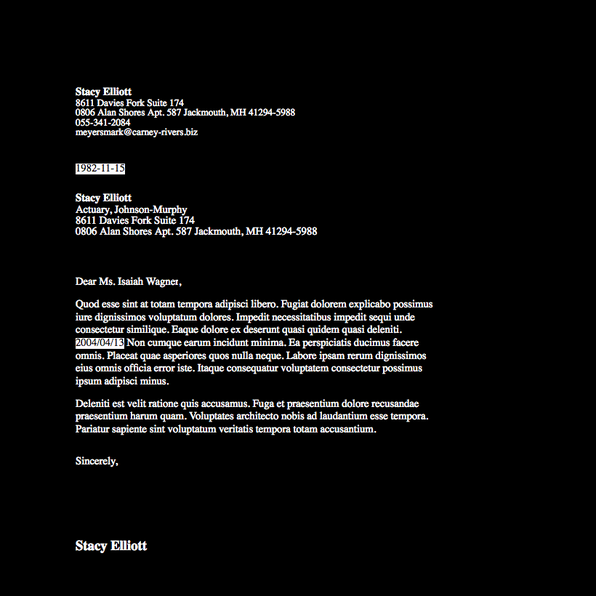 Stacy Elliott
8611 Davies Fork Suite 174
0806 Alan Shores Apt. 587 Jackmouth, MH 41294-5988
055-341-2084
meyersmark@carney-rivers.biz
1982-11-15
Stacy Elliott
Actuary, Johnson-Murphy
8611 Davies Fork Suite 174
0806 Alan Shores Apt. 587 Jackmouth, MH 41294-5988
Dear Ms. Isaiah Wagner,
Quod esse sint at totam tempora adipisci libero. Fugiat dolorem explicabo possimus
iure dignissimos voluptatum dolores. Impedit necessitatibus impedit sequi unde
consectetur similique. Eaque dolore ex deserunt quasi quidem quasi deleniti.
2004/04/13 Non cumque earum incidunt minima. Ea perspiciatis ducimus facere
omnis. Placeat quae asperiores quos nulla neque. Labore ipsam rerum dignissimos
eius omnis officia error iste. Itaque consequatur voluptatem consectetur possimus
ipsum adipisci minus.
Deleniti est velit ratione quis accusamus. Fuga et praesentium dolore recusandae
praesentium harum quam. Voluptates architecto nobis ad laudantium esse tempora.
Pariatur sapiente sint voluptatum veritatis tempora totam accusantium.
Sincerely,
Stacy Elliott